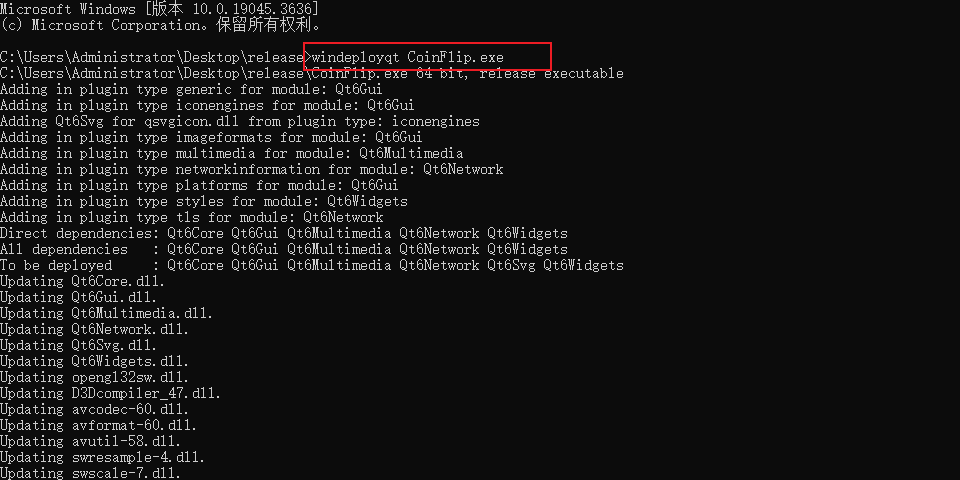 Microsoft Windows [版本 10.0.19045.3636]
(c) Microsoft Corporation。保留所有权利。
C:\Users\Administrator\Desktop\release>windeployqt CoinFlip.exe
C:\Users\Administrator\Desktop\release\CoinFlip.exe 64 bit, release executable
Adding in plugin type generic for module: Qt6Gui
Adding in plugin type iconengines for module: Qt6Gui
Adding Qt6Svg for qsvgicon.dll from plugin type: iconengines
Adding in plugin type imageformats for module: Qt6Gui
Adding in plugin type multimedia for module: Qt6Multimedia
Adding in plugin type networkinformation for module: Qt6Network
Adding in plugin type platforms for module: Qt6Gui
Adding in plugin type styles for module: Qt6Widgets
Adding in plugin type tls for module: Qt6Network
Direct dependencies: Qt6Core Qt6Gui Qt6Multimedia Qt6Network Qt6Widgets
All dependencies   : Qt6Core Qt6Gui Qt6Multimedia Qt6Network Qt6Widgets
To be deployed     : Qt6Core Qt6Gui Qt6Multimedia Qt6Network Qt6Svg Qt6Widgets
Updating Qt6Core.dll.
Updating Qt6Gui.dll.
Updating Qt6Multimedia.dll.
Updating Qt6Network.dll.
Updating Qt6Svg.dll.
Updating Qt6Widgets.dll.
Updating opengl32sw.dll.
Updating D3Dcompiler_47.dll.
Updating avcodec-60.dll.
Updating avformat-60.dll.
Updating avutil-58.dll.
Updating swresample-4.dll.
Updating swscale-7.dll.